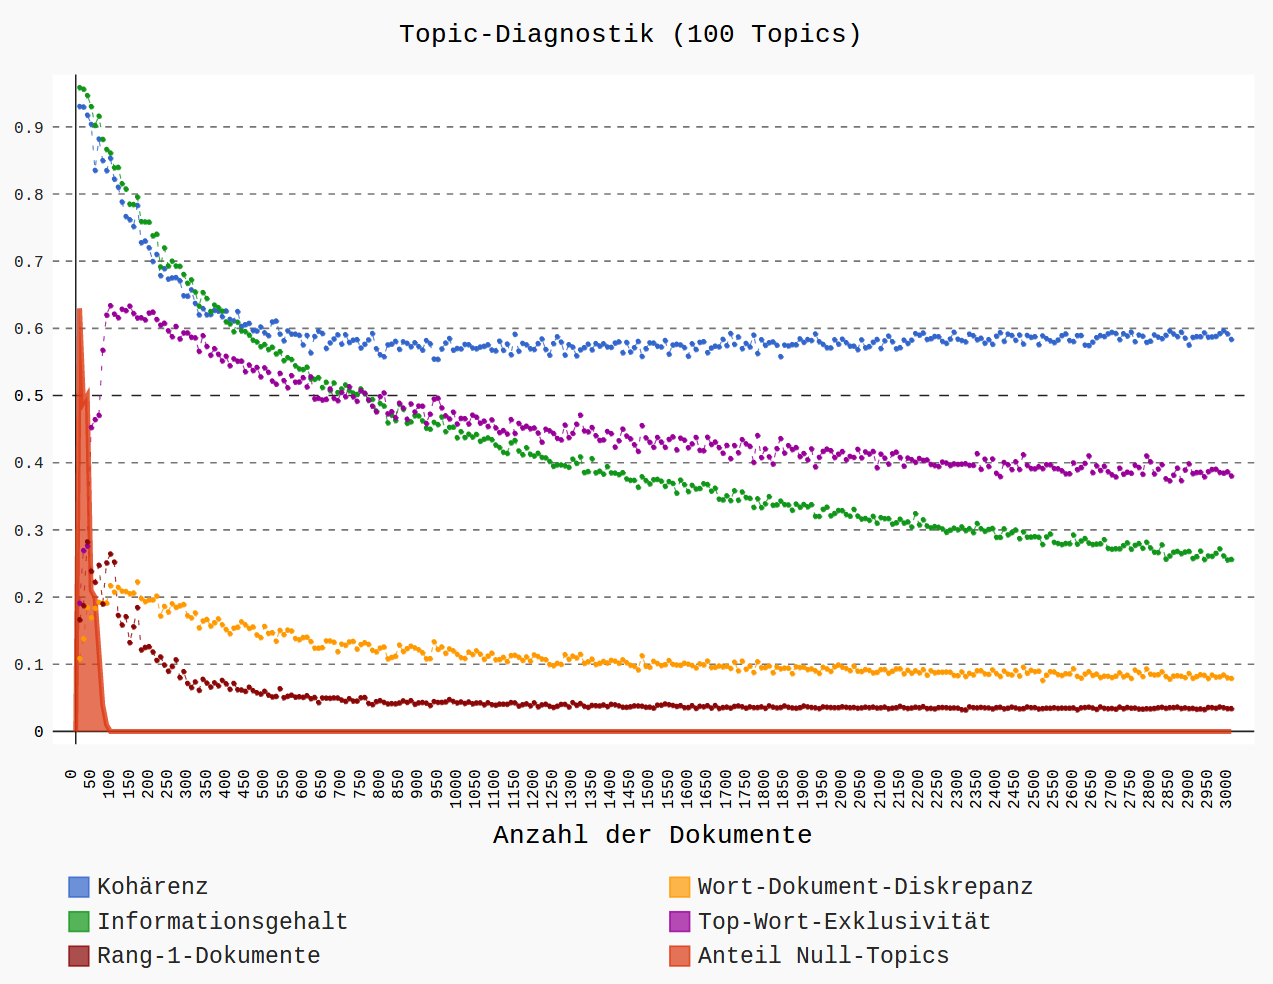 Topic-Diagnostik (100 Topics)
0.9
0.8
0.7
0.6
0.5
0.4
0.3
0.2
0.1
0
0 50 100 150 200 250 300 350 400 450 500 550 600 650 700 750 800 850 900 950 1000 1050 1100 1150 1200 1250 1300 1350 1400 1450 1500 1550 1600 1650 1700 1750 1800 1850 1900 1950 2000 2050 2100 2150 2200 2250 2300 2350 2400 2450 2500 2550 2600 2650 2700 2750 2800 2850 2900 2950 3000
Anzahl der Dokumente
Kohärenz
Wort-Dokument-Diskrepanz
Informationsgehalt
Top-Wort-Exklusivität
Rang-1-Dokumente
Anteil Null-Topics